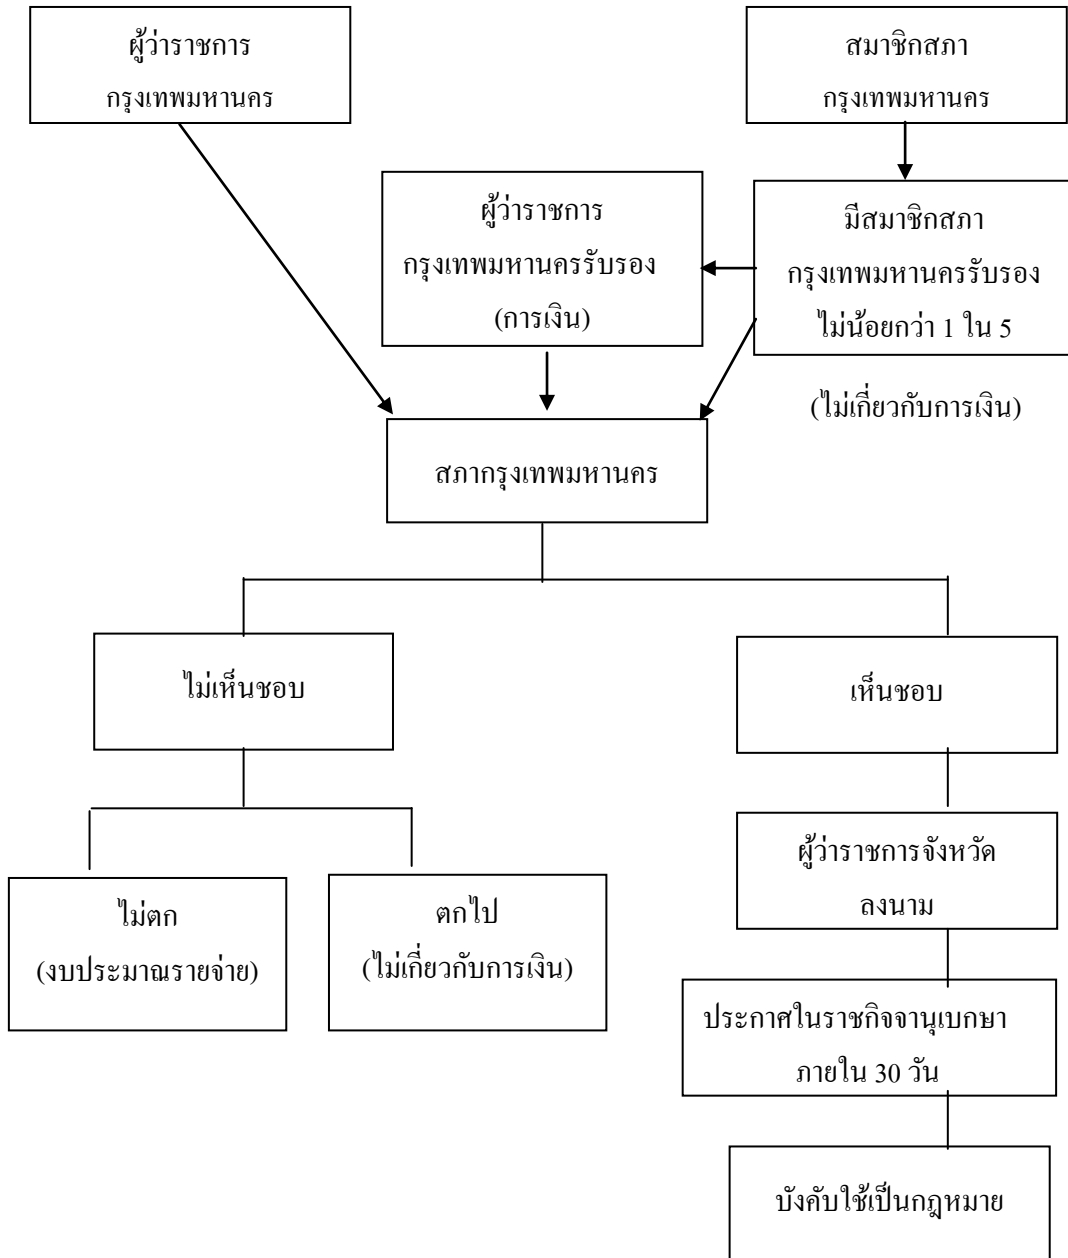 ผู้ว่าราชการ
กรุงเทพมหานคร
สมาชิกสภา
กรุงเทพมหานคร
ผู้ว่าราชการ
กรุงเทพมหานครรับรอง
(การเงิน)
มีสมาชิกสภา
กรุงเทพมหานครรับรอง
ไม่น้อยกว่า 1 ใน 5
(ไม่เกี่ยวกับการเงิน)
สภากรุงเทพมหานคร
ไม่เห็นชอบ
เห็นชอบ
ไม่ตก
(งบประมาณรายจ่าย)
ตกไป
(ไม่เกี่ยวกับการเงิน)
ผู้ว่าราชการจังหวัด
ลงนาม
ประกาศในราชกิจจานุเบกษา
ภายใน 30 วัน
บังคับใช้เป็นกฎหมาย